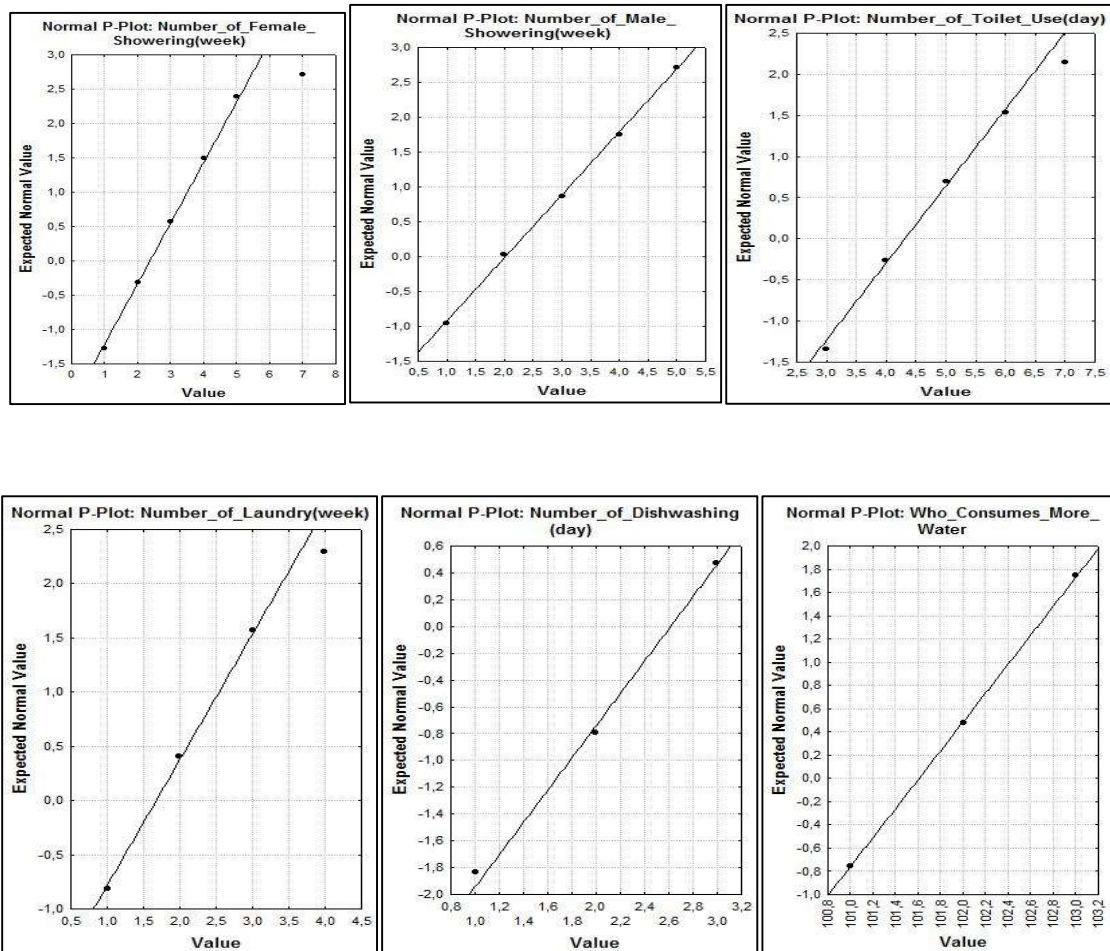 Normal P-Plot: Number_of_Female_
Showering(week)
3,0
2,5
2,0
1,5
1,0
0,5
0,0
-0,5
-1,0
-1,5
Expected Normal Value
0 1 2 3 4 5 6 7 8
Value
Normal P-Plot: Number_of_Male_
Showering(week)
3,0
2,5
2,0
1,5
1,0
0,5
0,0
-0,5
-1,0
-1,5
Expected Normal Value
0,5 1,0 1,5 2,0 2,5 3,0 3,5 4,0 4,5 5,0 5,5
Value
Normal P-Plot: Number_of_Toilet_Use(day)
2,5
2,0
1,5
1,0
0,5
0,0
-0,5
-1,0
-1,5
Expected Normal Value
2,5 3,0 3,5 4,0 4,5 5,0 5,5 6,0 6,5 7,0 7,5
Value
Normal P-Plot: Number_of_Laundry(week)
2,5
2,0
1,5
1,0
0,5
0,0
-0,5
-1,0
Expected Normal Value
0,5 1,0 1,5 2,0 2,5 3,0 3,5 4,0 4,5
Value
Normal P-Plot: Number_of_Dishwashing
(day)
0,6
0,4
0,2
0,0
-0,2
-0,4
-0,6
-0,8
-1,0
-1,2
-1,4
-1,6
-1,8
-2,0
Expected Normal Value
0,8 1,2 1,4 1,6 1,8 2,2 2,4 2,6 2,8 3,2
1,0 2,0 3,0
Value
Normal P-Plot: Who_Consumes_More_
Water
2,0
1,8
1,6
1,4
1,2
1,0
0,8
0,6
0,4
0,2
0,0
-0,2
-0,4
-0,6
-0,8
-1,0
Expected Normal Value
100,8 101,0 101,2 101,4 101,6 101,8 102,0 102,2 102,4 102,6 102,8 103,0 103,2
Value